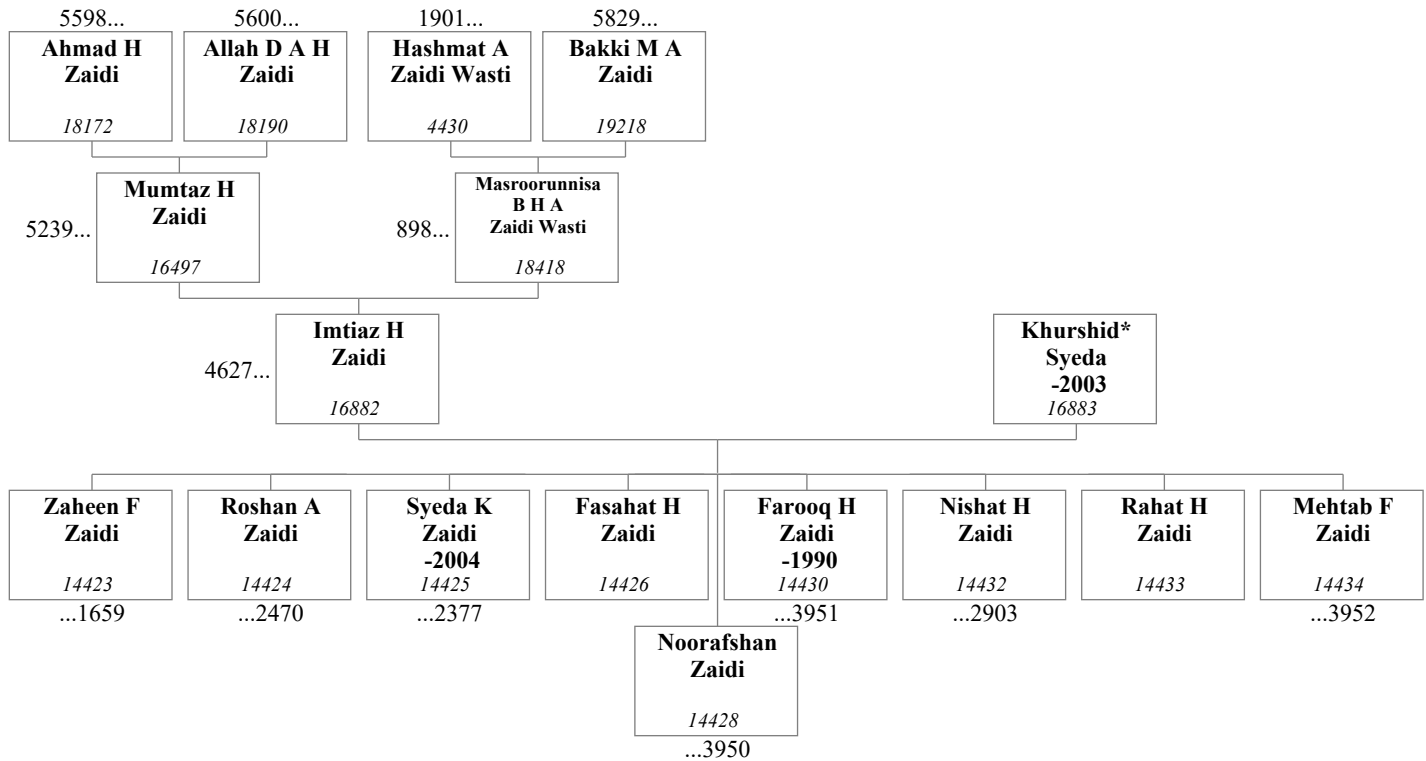 5598...
5600...
1901...
5829...
Ahmad H
Zaidi
18172
Allah D A H
Zaidi
18190
Hashmat A
Zaidi Wasti
4430
Bakki M A
Zaidi
19218
5239...
Mumtaz H
Zaidi
16497
898...
Masroorunnisa
B H A
Zaidi Wasti
18418
4627...
Imtiaz H
Zaidi
16882
Khurshid*
Syeda
-2003
16883
Zaheen F
Zaidi
14423
...1659
Roshan A
Zaidi
14424
...2470
Syeda K
Zaidi
-2004
14425
...2377
Fasahat H
Zaidi
14426
Farooq H
Zaidi
-1990
14430
...3951
Nishat H
Zaidi
14432
...2903
Rahat H
Zaidi
14433
Mehtab F
Zaidi
14434
...3952
Noorafshan
Zaidi
14428
...3950